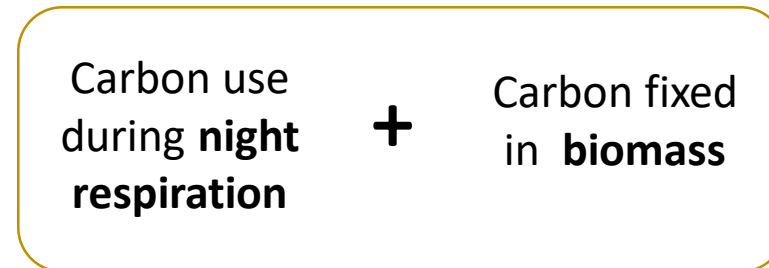 Carbon use
during night
respiration
+
Carbon fixed
in biomass